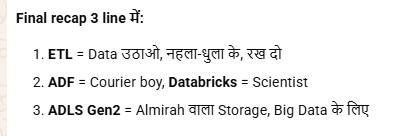 Final recap 3 line में:
1. ETL = Data उठाओ, नहला-धुला के, रख दो
2. ADF = Courier boy, Databricks = Scientist
3. ADLS Gen2 = Almirah वाला Storage, Big Data के लिए